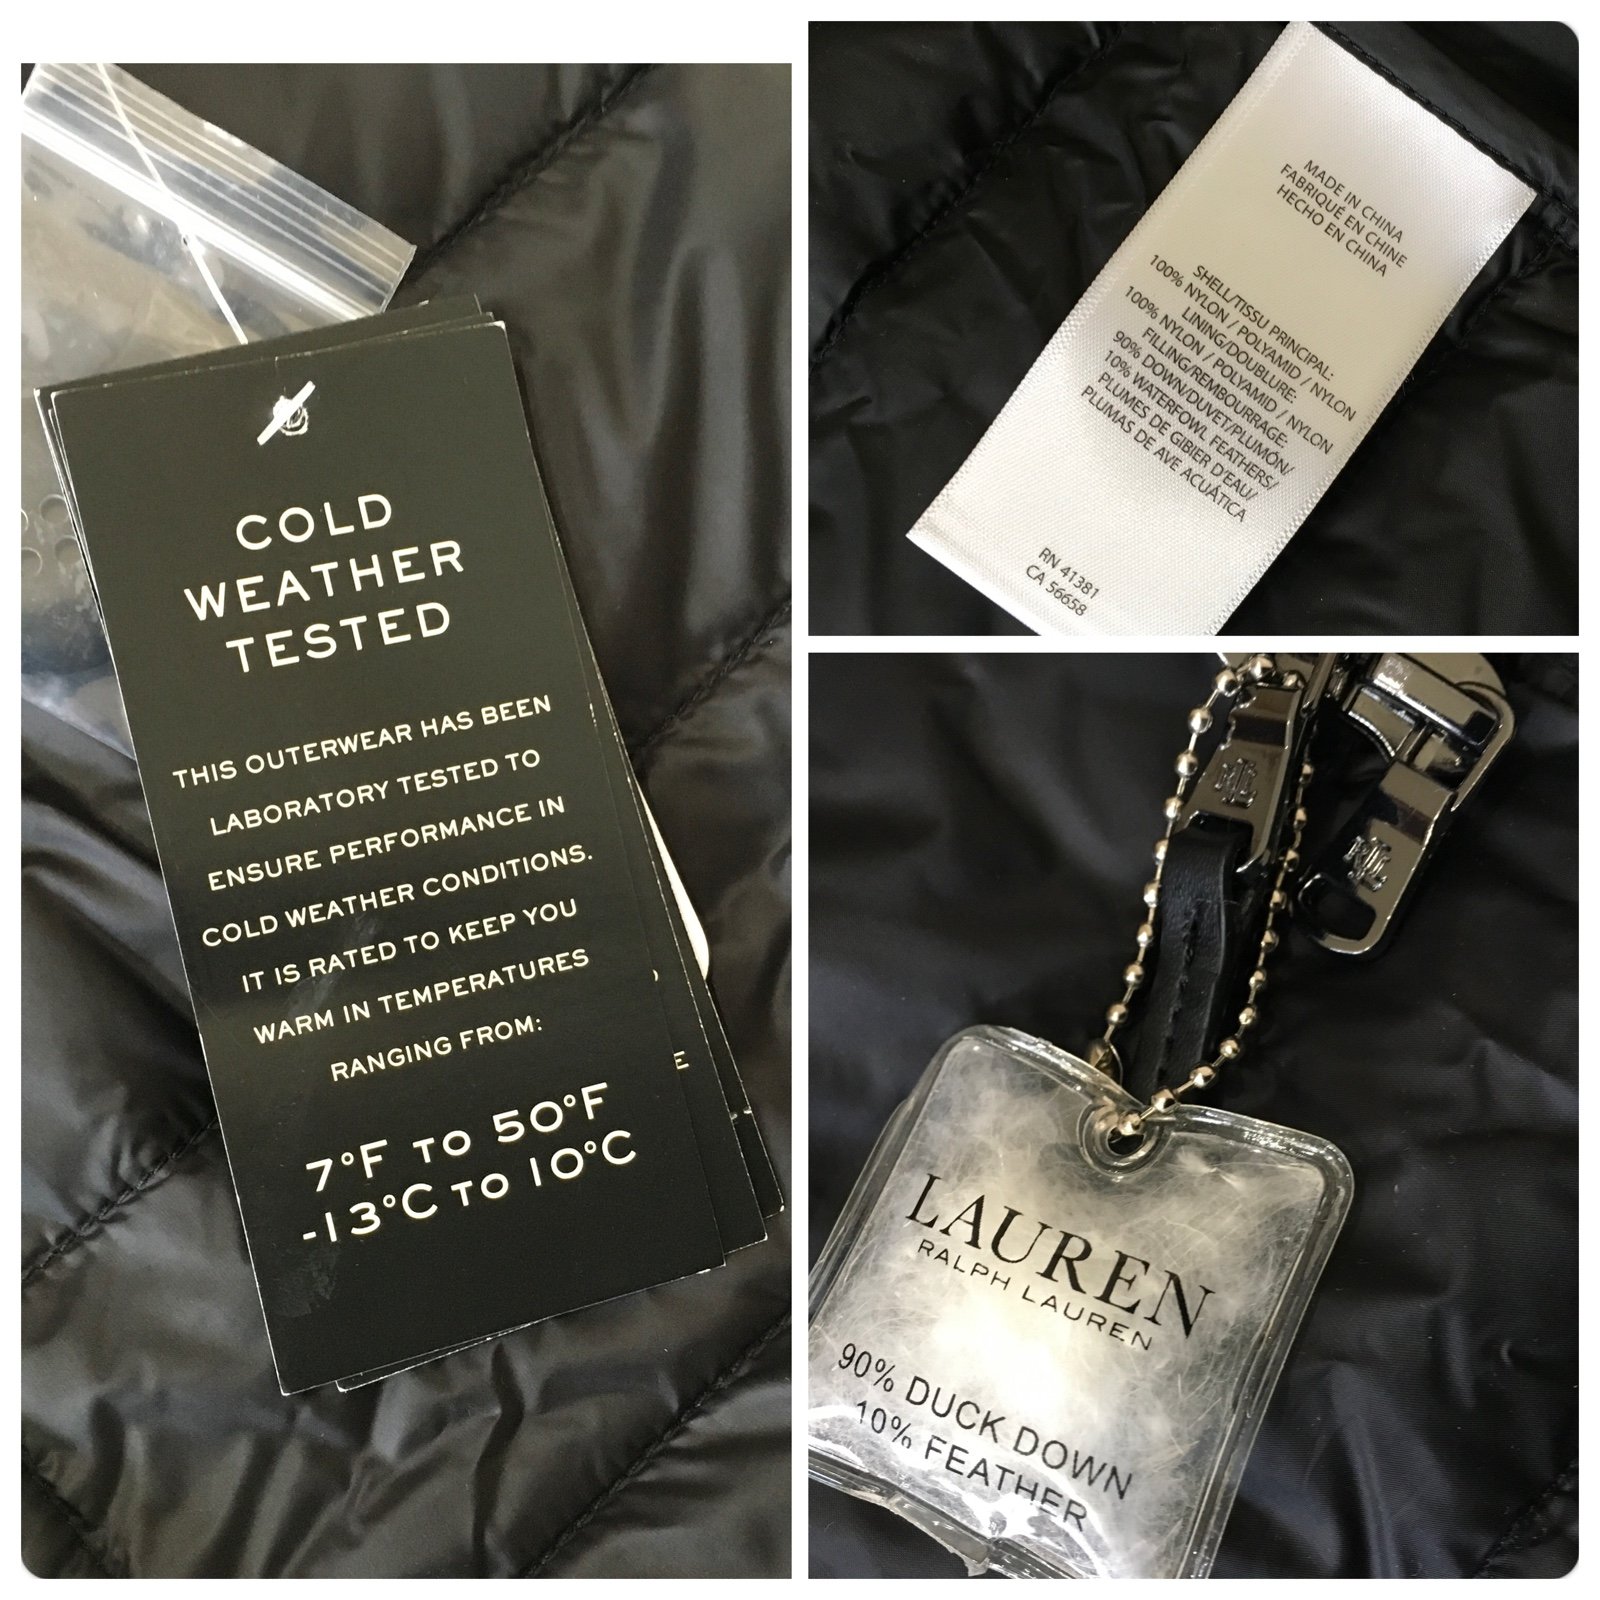 COLD
WEATHER
TESTED
THIS OUTERWEAR HAS BEEN
LABORATORY TESTED TO
ENSURE PERFORMANCE IN
COLD WEATHER CONDITIONS.
IT IS RATED TO KEEP YOU
WARM IN TEMPERATURES
RANGING FROM:
7°F TO 50°F
-13°C TO 10°C
E
MADE IN CHINA
FABRIQUÉ EN CHINE
HECHO EN CHINA
SHELL/TISSU PRINCIPAL:
100% NYLON / POLYAMID / NYLON
LINING/DOUBLURE:
100% NYLON / POLYAMID / NYLON
FILLING/REMBOURRAGE:
90% DOWN/DUVET/PLUMÓN/
10% WATERFOWL FEATHERS/
PLUMES DE GIBIER D'EAU/
PLUMAS DE AVE ACUÁTICA
RN 41381
CA 56658
LRL
LRL
LAUREN
RALPH LAUREN
90% DUCK DOWN
10% FEATHER